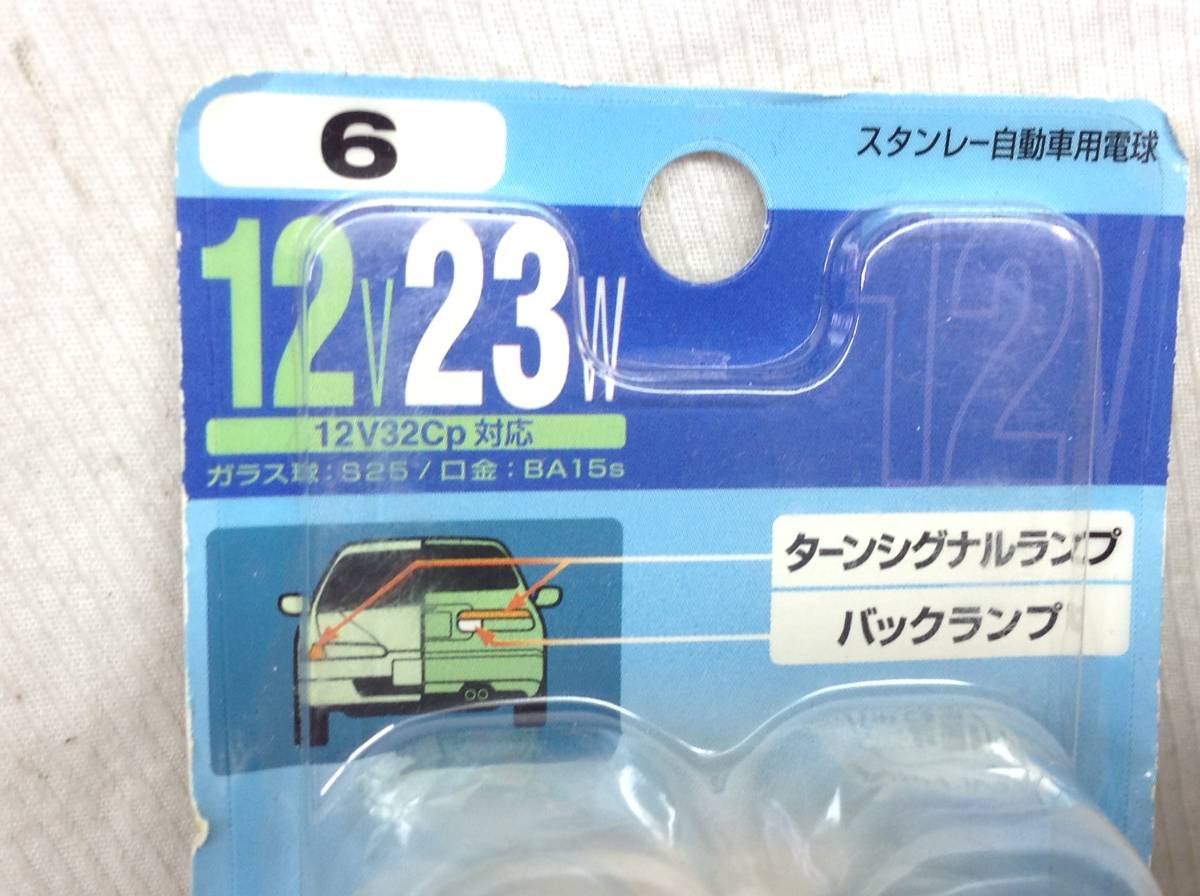 6
スタンレー自動車用電球
12V23W
12V
12V32Cp 対応
ガラス球:S25/口金:BA15s
ターンシグナルランプ
バックランプ